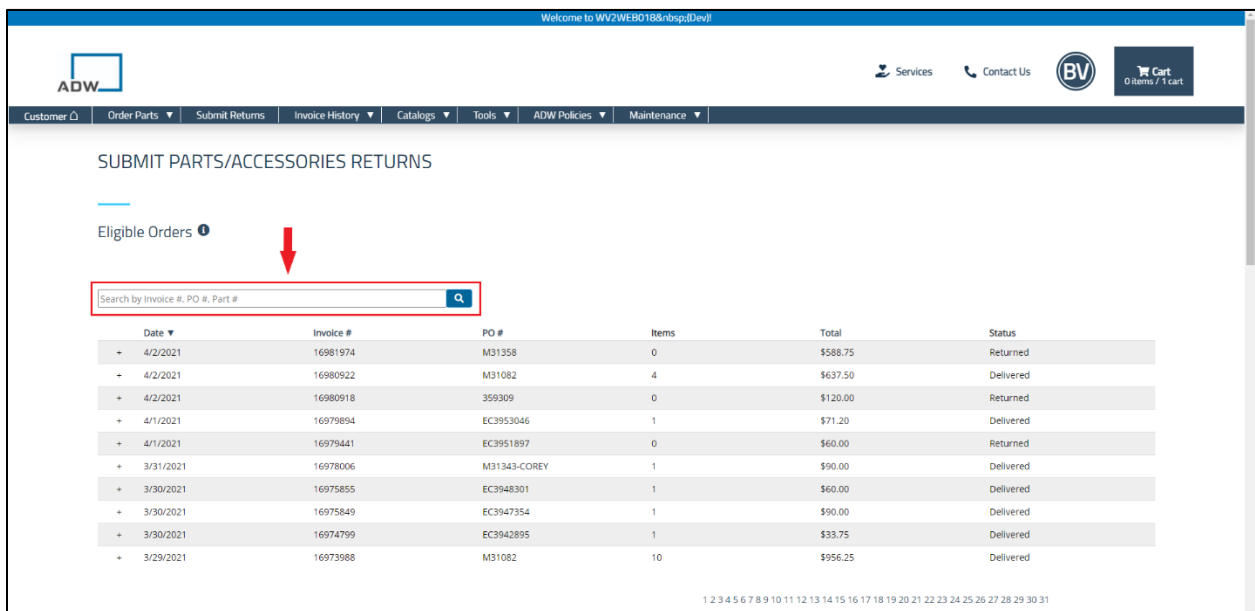 Welcome to WV2WEB018&nbsp;(Dev)!
ADW
Services
Contact Us
BV
Cart
0 items / 1 cart
Customer Order Parts ▼ Submit Returns Invoice History ▼ Catalogs ▼ Tools ▼ ADW Policies ▼ Maintenance ▼
SUBMIT PARTS/ACCESSORIES RETURNS
Eligible Orders
Search by Invoice #, PO #, Part #
Date ▼ Invoice # PO # Items Total Status
+ 4/2/2021 16981974 M31358 0 $588.75 Returned
+ 4/2/2021 16980922 M31082 4 $637.50 Delivered
+ 4/2/2021 16980918 359309 0 $120.00 Returned
+ 4/1/2021 16979894 EC3953046 1 $71.20 Delivered
+ 4/1/2021 16979441 EC3951897 0 $60.00 Returned
+ 3/31/2021 16978006 M31343-COREY 1 $90.00 Delivered
+ 3/30/2021 16975855 EC3948301 1 $60.00 Delivered
+ 3/30/2021 16975849 EC3947354 1 $90.00 Delivered
+ 3/30/2021 16974799 EC3942895 1 $33.75 Delivered
+ 3/29/2021 16973988 M31082 10 $956.25 Delivered
1 2 3 4 5 6 7 8 9 10 11 12 13 14 15 16 17 18 19 20 21 22 23 24 25 26 27 28 29 30 31